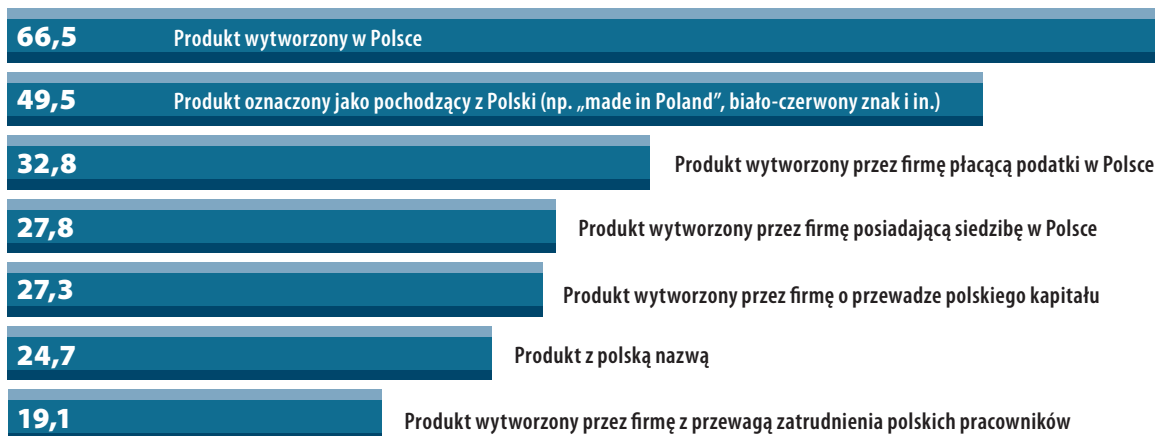 66,5 Produkt wytworzony w Polsce
49,5 Produkt oznaczony jako pochodzący z Polski (np. „made in Poland”, biało-czerwony znak i in.)
32,8 Produkt wytworzony przez firmę płacącą podatki w Polsce
27,8 Produkt wytworzony przez firmę posiadającą siedzibę w Polsce
27,3 Produkt wytworzony przez firmę o przewadze polskiego kapitału
24,7 Produkt z polską nazwą
19,1 Produkt wytworzony przez firmę z przewagą zatrudnienia polskich pracowników